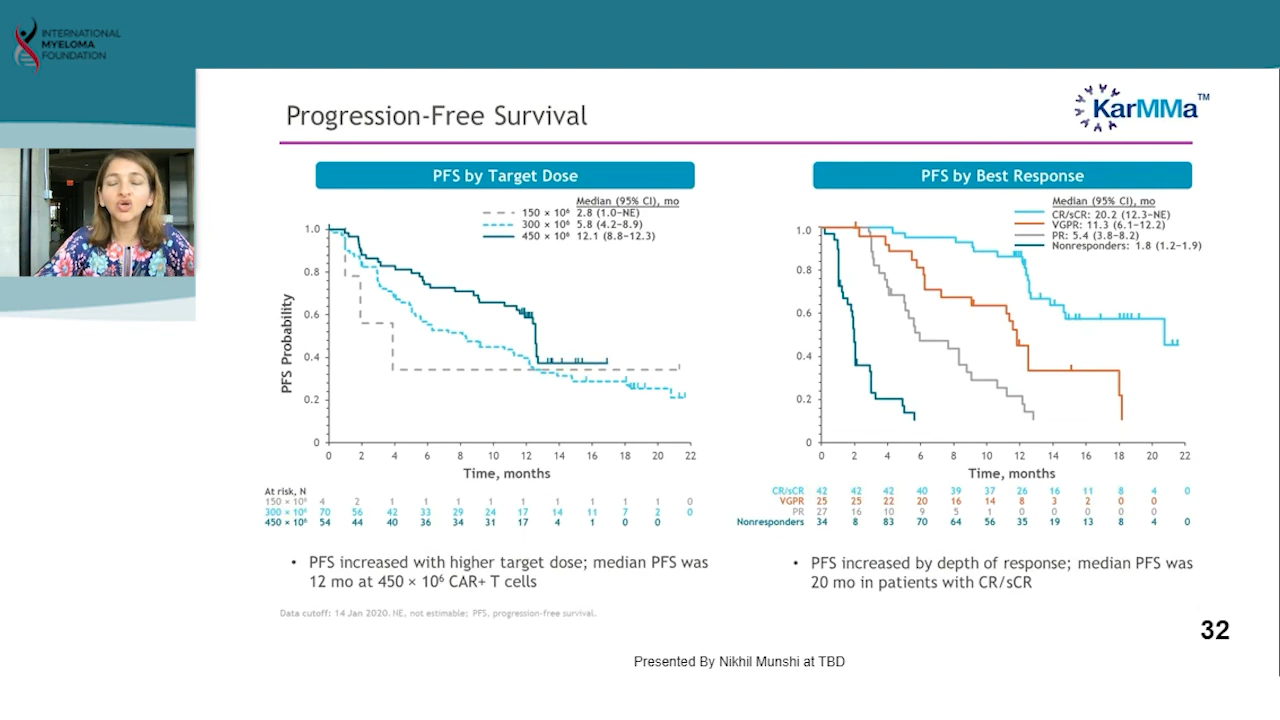 INTERNATIONAL
MYELOMA
FOUNDATION
Progression-Free Survival
KarMMa™
PFS by Target Dose
Median (95% CI), mo
150 × 10⁶ 2.8 (1.0-NE)
300 × 10⁶ 5.8 (4.2-8.9)
450 × 10⁶ 12.1 (8.8-12.3)
PFS Probability
1.0
0.8
0.6
0.4
0.2
0
0 2 4 6 8 10 12 14 16 18 20 22
Time, months
At risk, N
150 × 10⁶ 4 2 1 1 1 1 1 1 1 1 1 0
300 × 10⁶ 70 56 42 33 29 24 17 14 11 7 2 0
450 × 10⁶ 54 44 40 36 34 31 17 4 1 0 0
• PFS increased with higher target dose; median PFS was
12 mo at 450 × 10⁶ CAR+ T cells
PFS by Best Response
Median (95% CI), mo
CR/sCR: 20.2 (12.3-NE)
VGPR: 11.3 (6.1-12.2)
PR: 5.4 (3.8-8.2)
Nonresponders: 1.8 (1.2-1.9)
1.0
0.8
0.6
0.4
0.2
0
0 2 4 6 8 10 12 14 16 18 20 22
Time, months
CR/sCR 42 42 42 40 39 37 26 16 11 8 4 0
VGPR 25 25 22 20 16 14 8 3 2 0 0
PR 27 16 10 9 5 1 0 0 0 0 0
Nonresponders 34 8 83 70 64 56 35 19 13 8 4 0
• PFS increased by depth of response; median PFS was
20 mo in patients with CR/sCR
Data cutoff: 14 Jan 2020. NE, not estimable; PFS, progression-free survival.
32
Presented By Nikhil Munshi at TBD